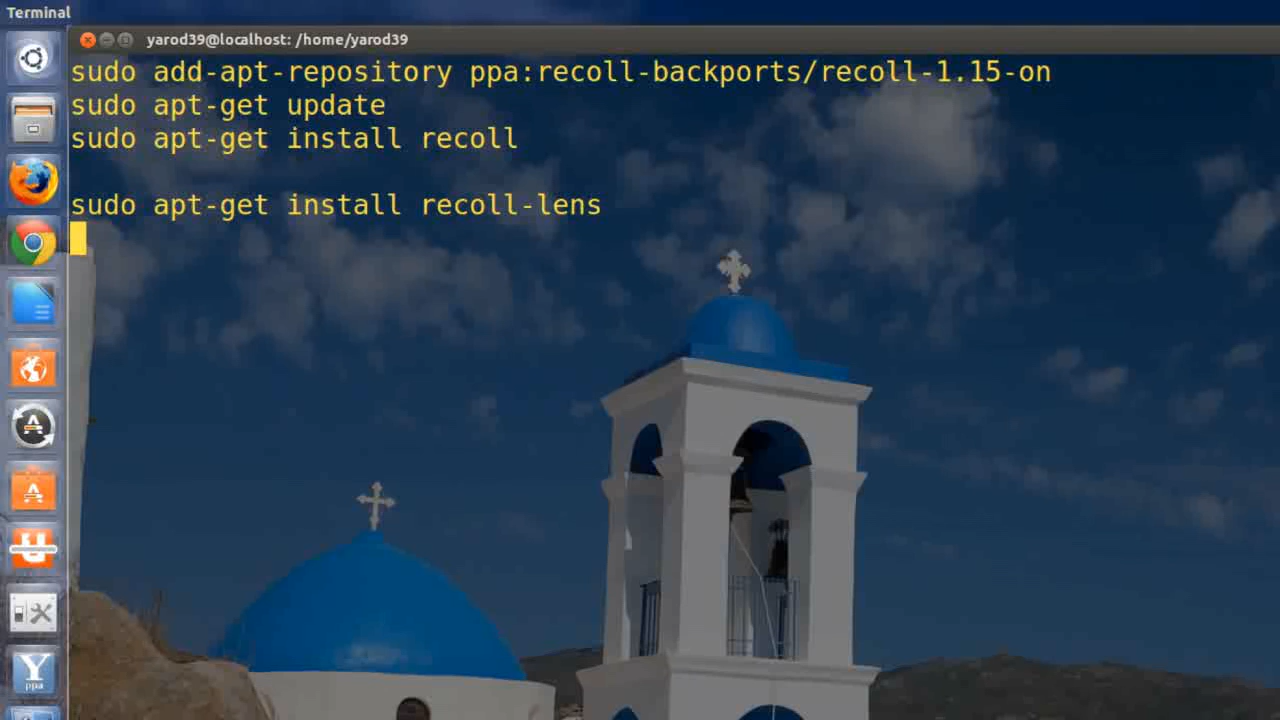 Terminal
yarod39@localhost: /home/yarod39
sudo add-apt-repository ppa:recoll-backports/recoll-1.15-on
sudo apt-get update
sudo apt-get install recoll
sudo apt-get install recoll-lens
Y
ppa